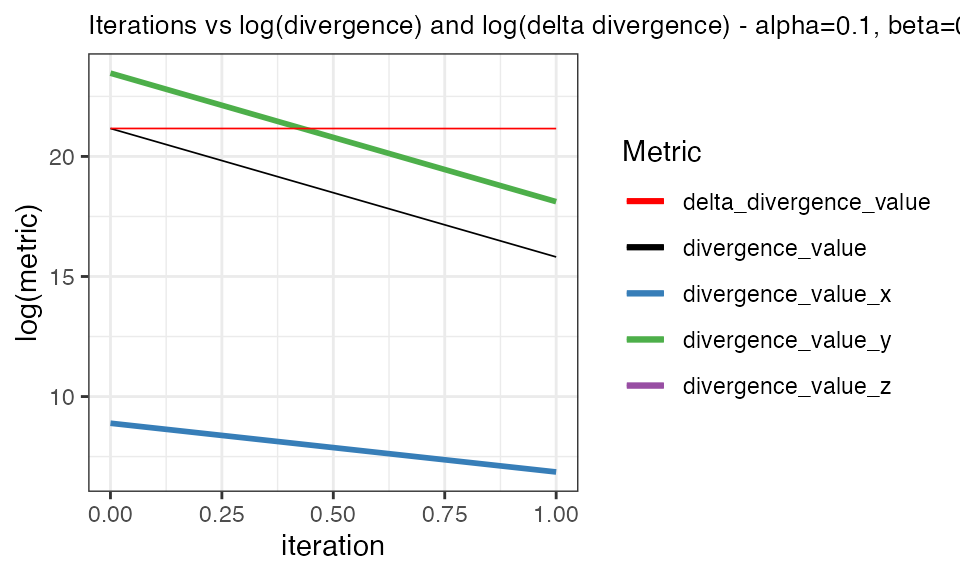 Iterations vs log(divergence) and log(delta divergence) - alpha=0.1, beta=0
log(metric)
20
15
10
0.00 0.25 0.50 0.75 1.00
iteration
Metric
delta_divergence_value
divergence_value
divergence_value_x
divergence_value_y
divergence_value_z